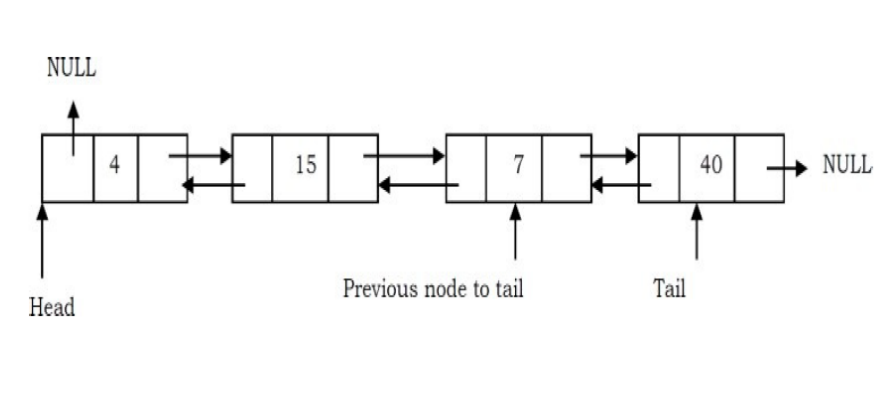 NULL
4 15 7 40 NULL
Previous node to tail Tail
Head